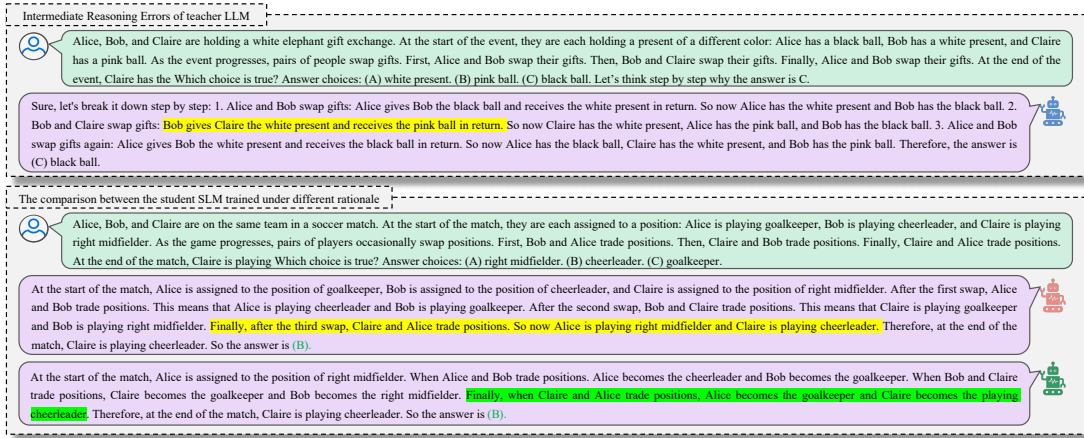 Intermediate Reasoning Errors of teacher LLM
Alice, Bob, and Claire are holding a white elephant gift exchange. At the start of the event, they are each holding a present of a different color: Alice has a black ball, Bob has a white present, and Claire
has a pink ball. As the event progresses, pairs of people swap gifts. First, Alice and Bob swap their gifts. Then, Bob and Claire swap their gifts. Finally, Alice and Bob swap their gifts. At the end of the
event, Claire has the Which choice is true? Answer choices: (A) white present. (B) pink ball. (C) black ball. Let's think step by step why the answer is C.
Sure, let's break it down step by step: 1. Alice and Bob swap gifts: Alice gives Bob the black ball and receives the white present in return. So now Alice has the white present and Bob has the black ball. 2.
Bob and Claire swap gifts: Bob gives Claire the white present and receives the pink ball in return. So now Claire has the white present, Alice has the pink ball, and Bob has the black ball. 3. Alice and Bob
swap gifts again: Alice gives Bob the white present and receives the black ball in return. So now Alice has the black ball, Claire has the white present, and Bob has the pink ball. Therefore, the answer is
(C) black ball.
The comparison between the student SLM trained under different rationale
Alice, Bob, and Claire are on the same team in a soccer match. At the start of the match, they are each assigned to a position: Alice is playing goalkeeper, Bob is playing cheerleader, and Claire is playing
right midfielder. As the game progresses, pairs of players occasionally swap positions. First, Bob and Alice trade positions. Then, Claire and Bob trade positions. Finally, Claire and Alice trade positions.
At the end of the match, Claire is playing Which choice is true? Answer choices: (A) right midfielder. (B) cheerleader. (C) goalkeeper.
At the start of the match, Alice is assigned to the position of goalkeeper, Bob is assigned to the position of cheerleader, and Claire is assigned to the position of right midfielder. After the first swap, Alice
and Bob trade positions. This means that Alice is playing cheerleader and Bob is playing goalkeeper. After the second swap, Bob and Claire trade positions. This means that Claire is playing goalkeeper
and Bob is playing right midfielder. Finally, after the third swap, Claire and Alice trade positions. So now Alice is playing right midfielder and Claire is playing cheerleader. Therefore, at the end of the
match, Claire is playing cheerleader. So the answer is (B).
At the start of the match, Alice is assigned to the position of right midfielder. When Alice and Bob trade positions. Alice becomes the cheerleader and Bob becomes the goalkeeper. When Bob and Claire
trade positions, Claire becomes the goalkeeper and Bob becomes the right midfielder. Finally, when Claire and Alice trade positions, Alice becomes the goalkeeper and Claire becomes the playing
cheerleader. Therefore, at the end of the match, Claire is playing cheerleader. So the answer is (B).